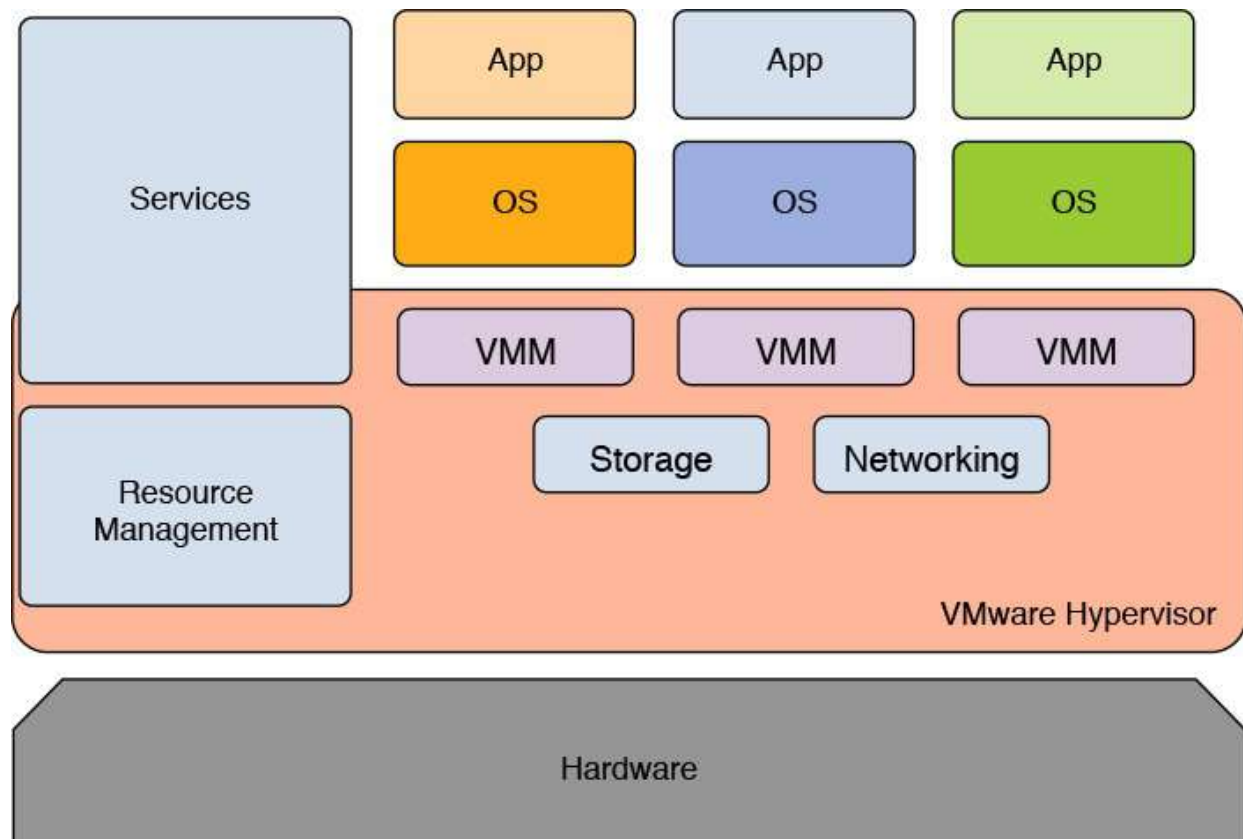 Services
App
App
App
OS
OS
OS
VMM
VMM
VMM
Storage
Networking
Resource
Management
VMware Hypervisor
Hardware